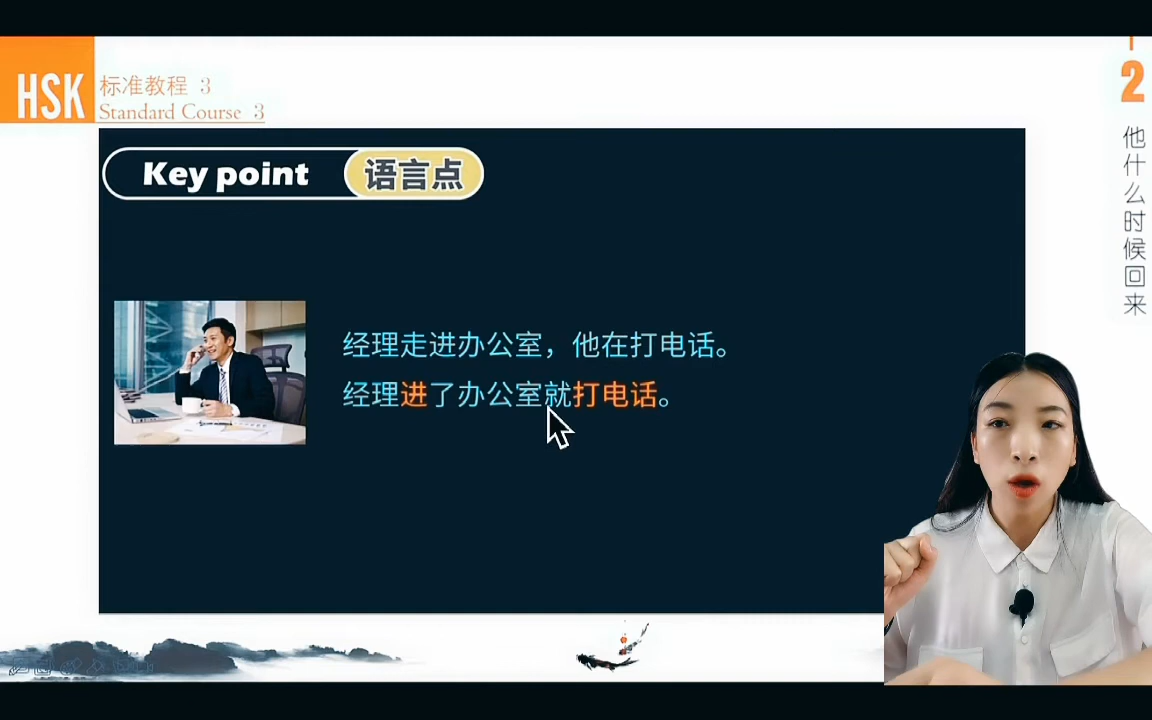 HSK
标准教程 3
Standard Course 3
2
他什么时候回来
Key point 语言点
经理走进办公室，他在打电话。
经理进了办公室就打电话。